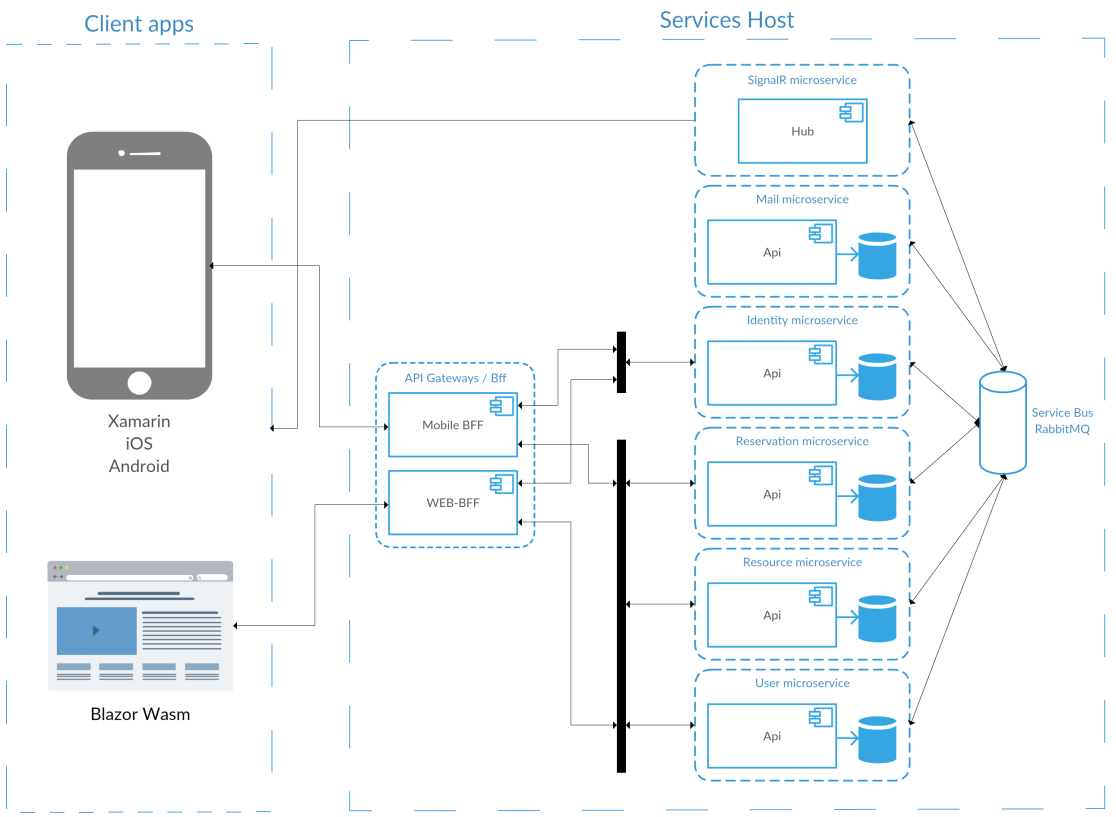 Client apps
Services Host
SignalR microservice
Hub
Mail microservice
Api
Identity microservice
Api
API Gateways / Bff
Mobile BFF
WEB-BFF
Xamarin
iOS
Android
Service Bus
RabbitMQ
Reservation microservice
Api
Resource microservice
Api
User microservice
Api
Blazor Wasm